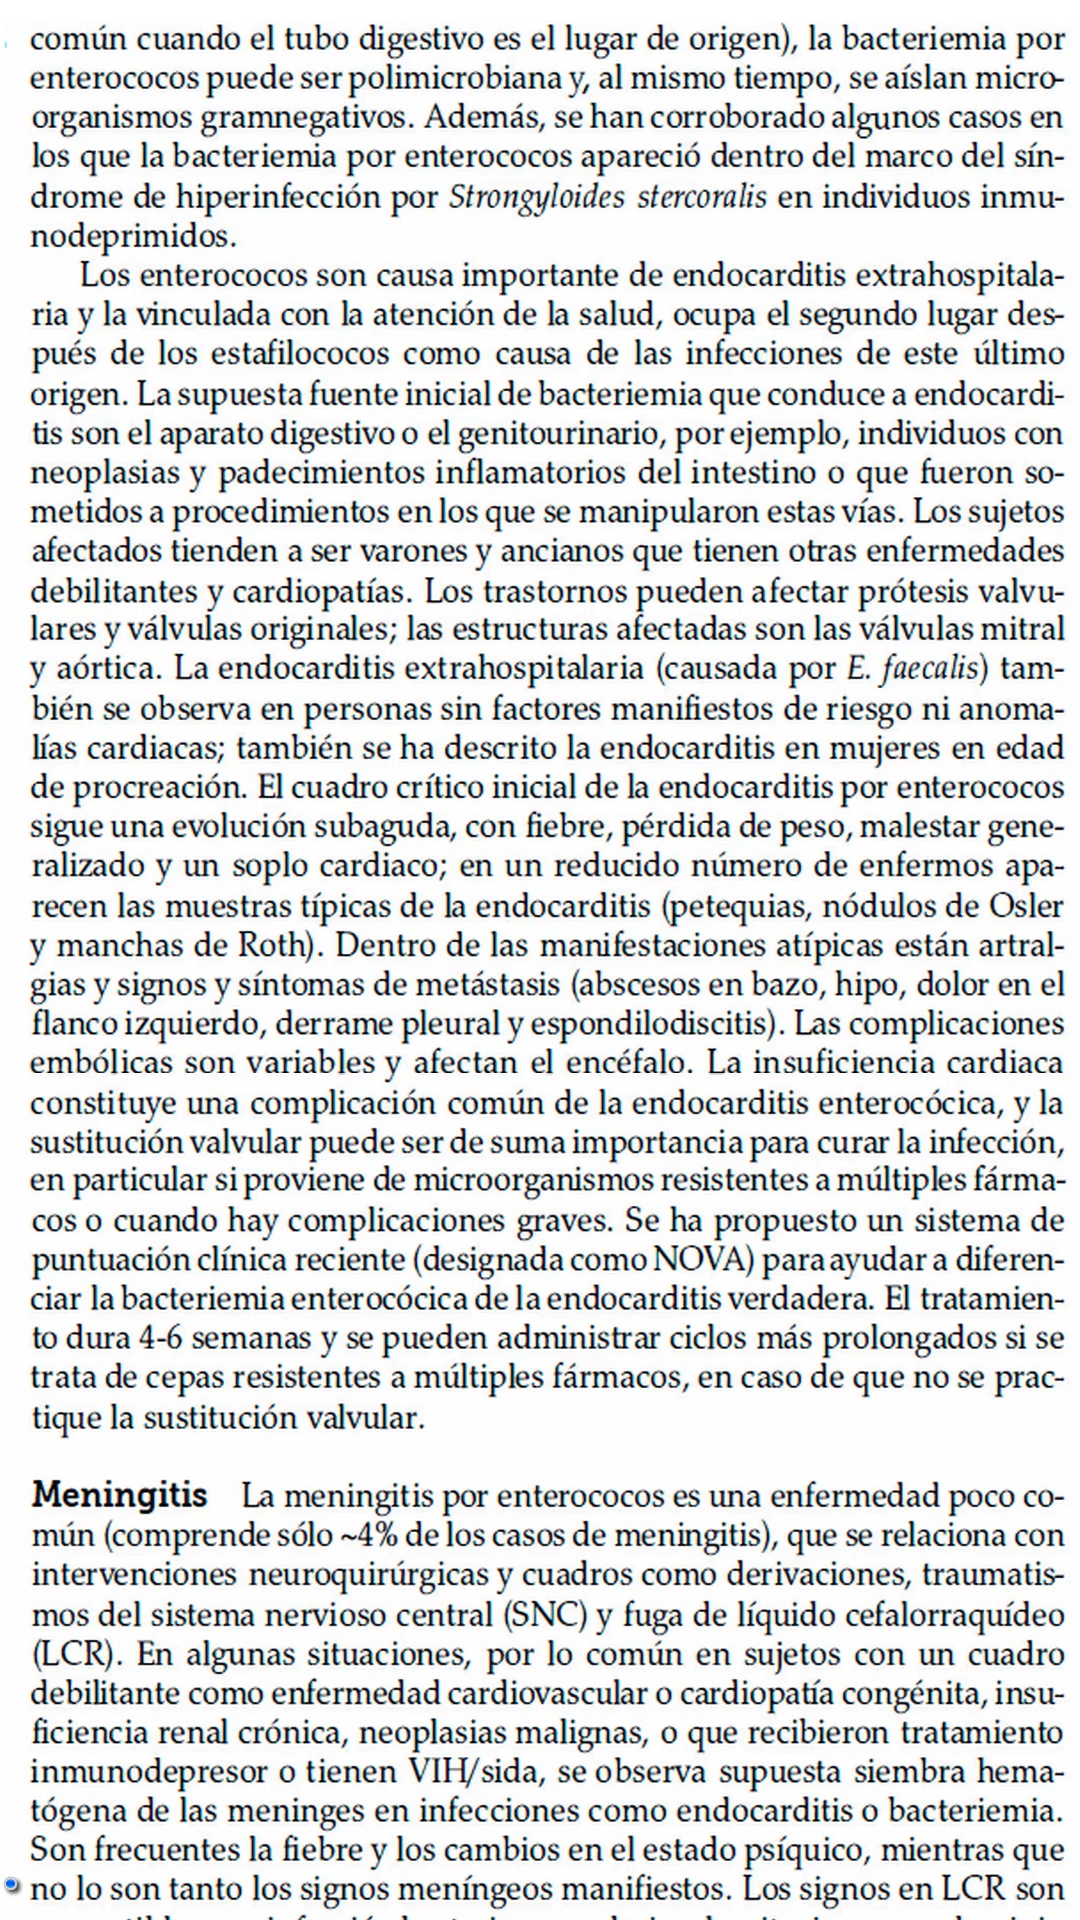 común cuando el tubo digestivo es el lugar de origen), la bacteriemia por
enterococos puede ser polimicrobiana y, al mismo tiempo, se aíslan micro-
organismos gramnegativos. Además, se han corroborado algunos casos en
los que la bacteriemia por enterococos apareció dentro del marco del sín-
drome de hiperinfección por Strongyloides stercoralis en individuos inmu-
nodeprimidos.
Los enterococos son causa importante de endocarditis extrahospitala-
ria y la vinculada con la atención de la salud, ocupa el segundo lugar des-
pués de los estafilococos como causa de las infecciones de este último
origen. La supuesta fuente inicial de bacteriemia que conduce a endocardi-
tis son el aparato digestivo o el genitourinario, por ejemplo, individuos con
neoplasias y padecimientos inflamatorios del intestino o que fueron so-
metidos a procedimientos en los que se manipularon estas vías. Los sujetos
afectados tienden a ser varones y ancianos que tienen otras enfermedades
debilitantes y cardiopatías. Los trastornos pueden afectar prótesis valvu-
lares y válvulas originales; las estructuras afectadas son las válvulas mitral
y aórtica. La endocarditis extrahospitalaria (causada por E. faecalis) tam-
bién se observa en personas sin factores manifiestos de riesgo ni anoma-
lías cardiacas; también se ha descrito la endocarditis en mujeres en edad
de procreación. El cuadro crítico inicial de la endocarditis por enterococos
sigue una evolución subaguda, con fiebre, pérdida de peso, malestar gene-
ralizado y un soplo cardiaco; en un reducido número de enfermos apa-
recen las muestras típicas de la endocarditis (petequias, nódulos de Osler
y manchas de Roth). Dentro de las manifestaciones atípicas están artral-
gias y signos y síntomas de metástasis (abscesos en bazo, hipo, dolor en el
flanco izquierdo, derrame pleural y espondilodiscitis). Las complicaciones
embólicas son variables y afectan el encéfalo. La insuficiencia cardiaca
constituye una complicación común de la endocarditis enterocócica, y la
sustitución valvular puede ser de suma importancia para curar la infección,
en particular si proviene de microorganismos resistentes a múltiples fárma-
cos o cuando hay complicaciones graves. Se ha propuesto un sistema de
puntuación clínica reciente (designada como NOVA) para ayudar a diferen-
ciar la bacteriemia enterocócica de la endocarditis verdadera. El tratamien-
to dura 4-6 semanas y se pueden administrar ciclos más prolongados si se
trata de cepas resistentes a múltiples fármacos, en caso de que no se prac-
tique la sustitución valvular.
Meningitis La meningitis por enterococos es una enfermedad poco co-
mún (comprende sólo ~4% de los casos de meningitis), que se relaciona con
intervenciones neuroquirúrgicas y cuadros como derivaciones, traumatis-
mos del sistema nervioso central (SNC) y fuga de líquido cefalorraquídeo
(LCR). En algunas situaciones, por lo común en sujetos con un cuadro
debilitante como enfermedad cardiovascular o cardiopatía congénita, insu-
ficiencia renal crónica, neoplasias malignas, o que recibieron tratamiento
inmunodepresor o tienen VIH/sida, se observa supuesta siembra hema-
tógena de las meninges en infecciones como endocarditis o bacteriemia.
Son frecuentes la fiebre y los cambios en el estado psíquico, mientras que
no lo son tanto los signos meníngeos manifiestos. Los signos en LCR son